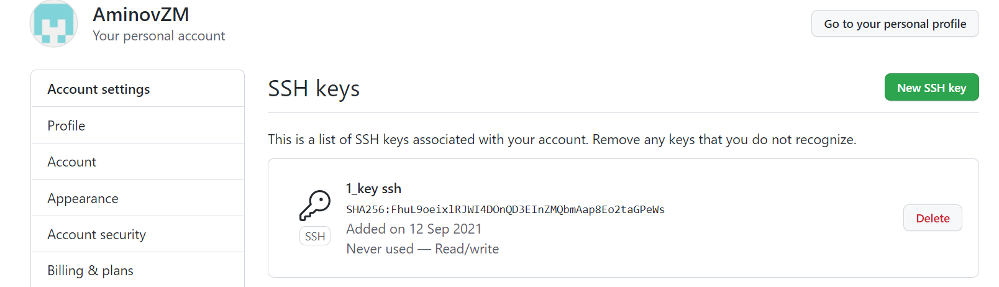 AminovZM
Your personal account
Go to your personal profile
Account settings
Profile
Account
Appearance
Account security
Billing & plans
SSH keys
New SSH key
This is a list of SSH keys associated with your account. Remove any keys that you do not recognize.
1_key ssh
SHA256:FhuL9oeixlRJWI4DOnQD3EInZMQbmAap8Eo2taGPeWs
Added on 12 Sep 2021
Never used — Read/write
SSH
Delete